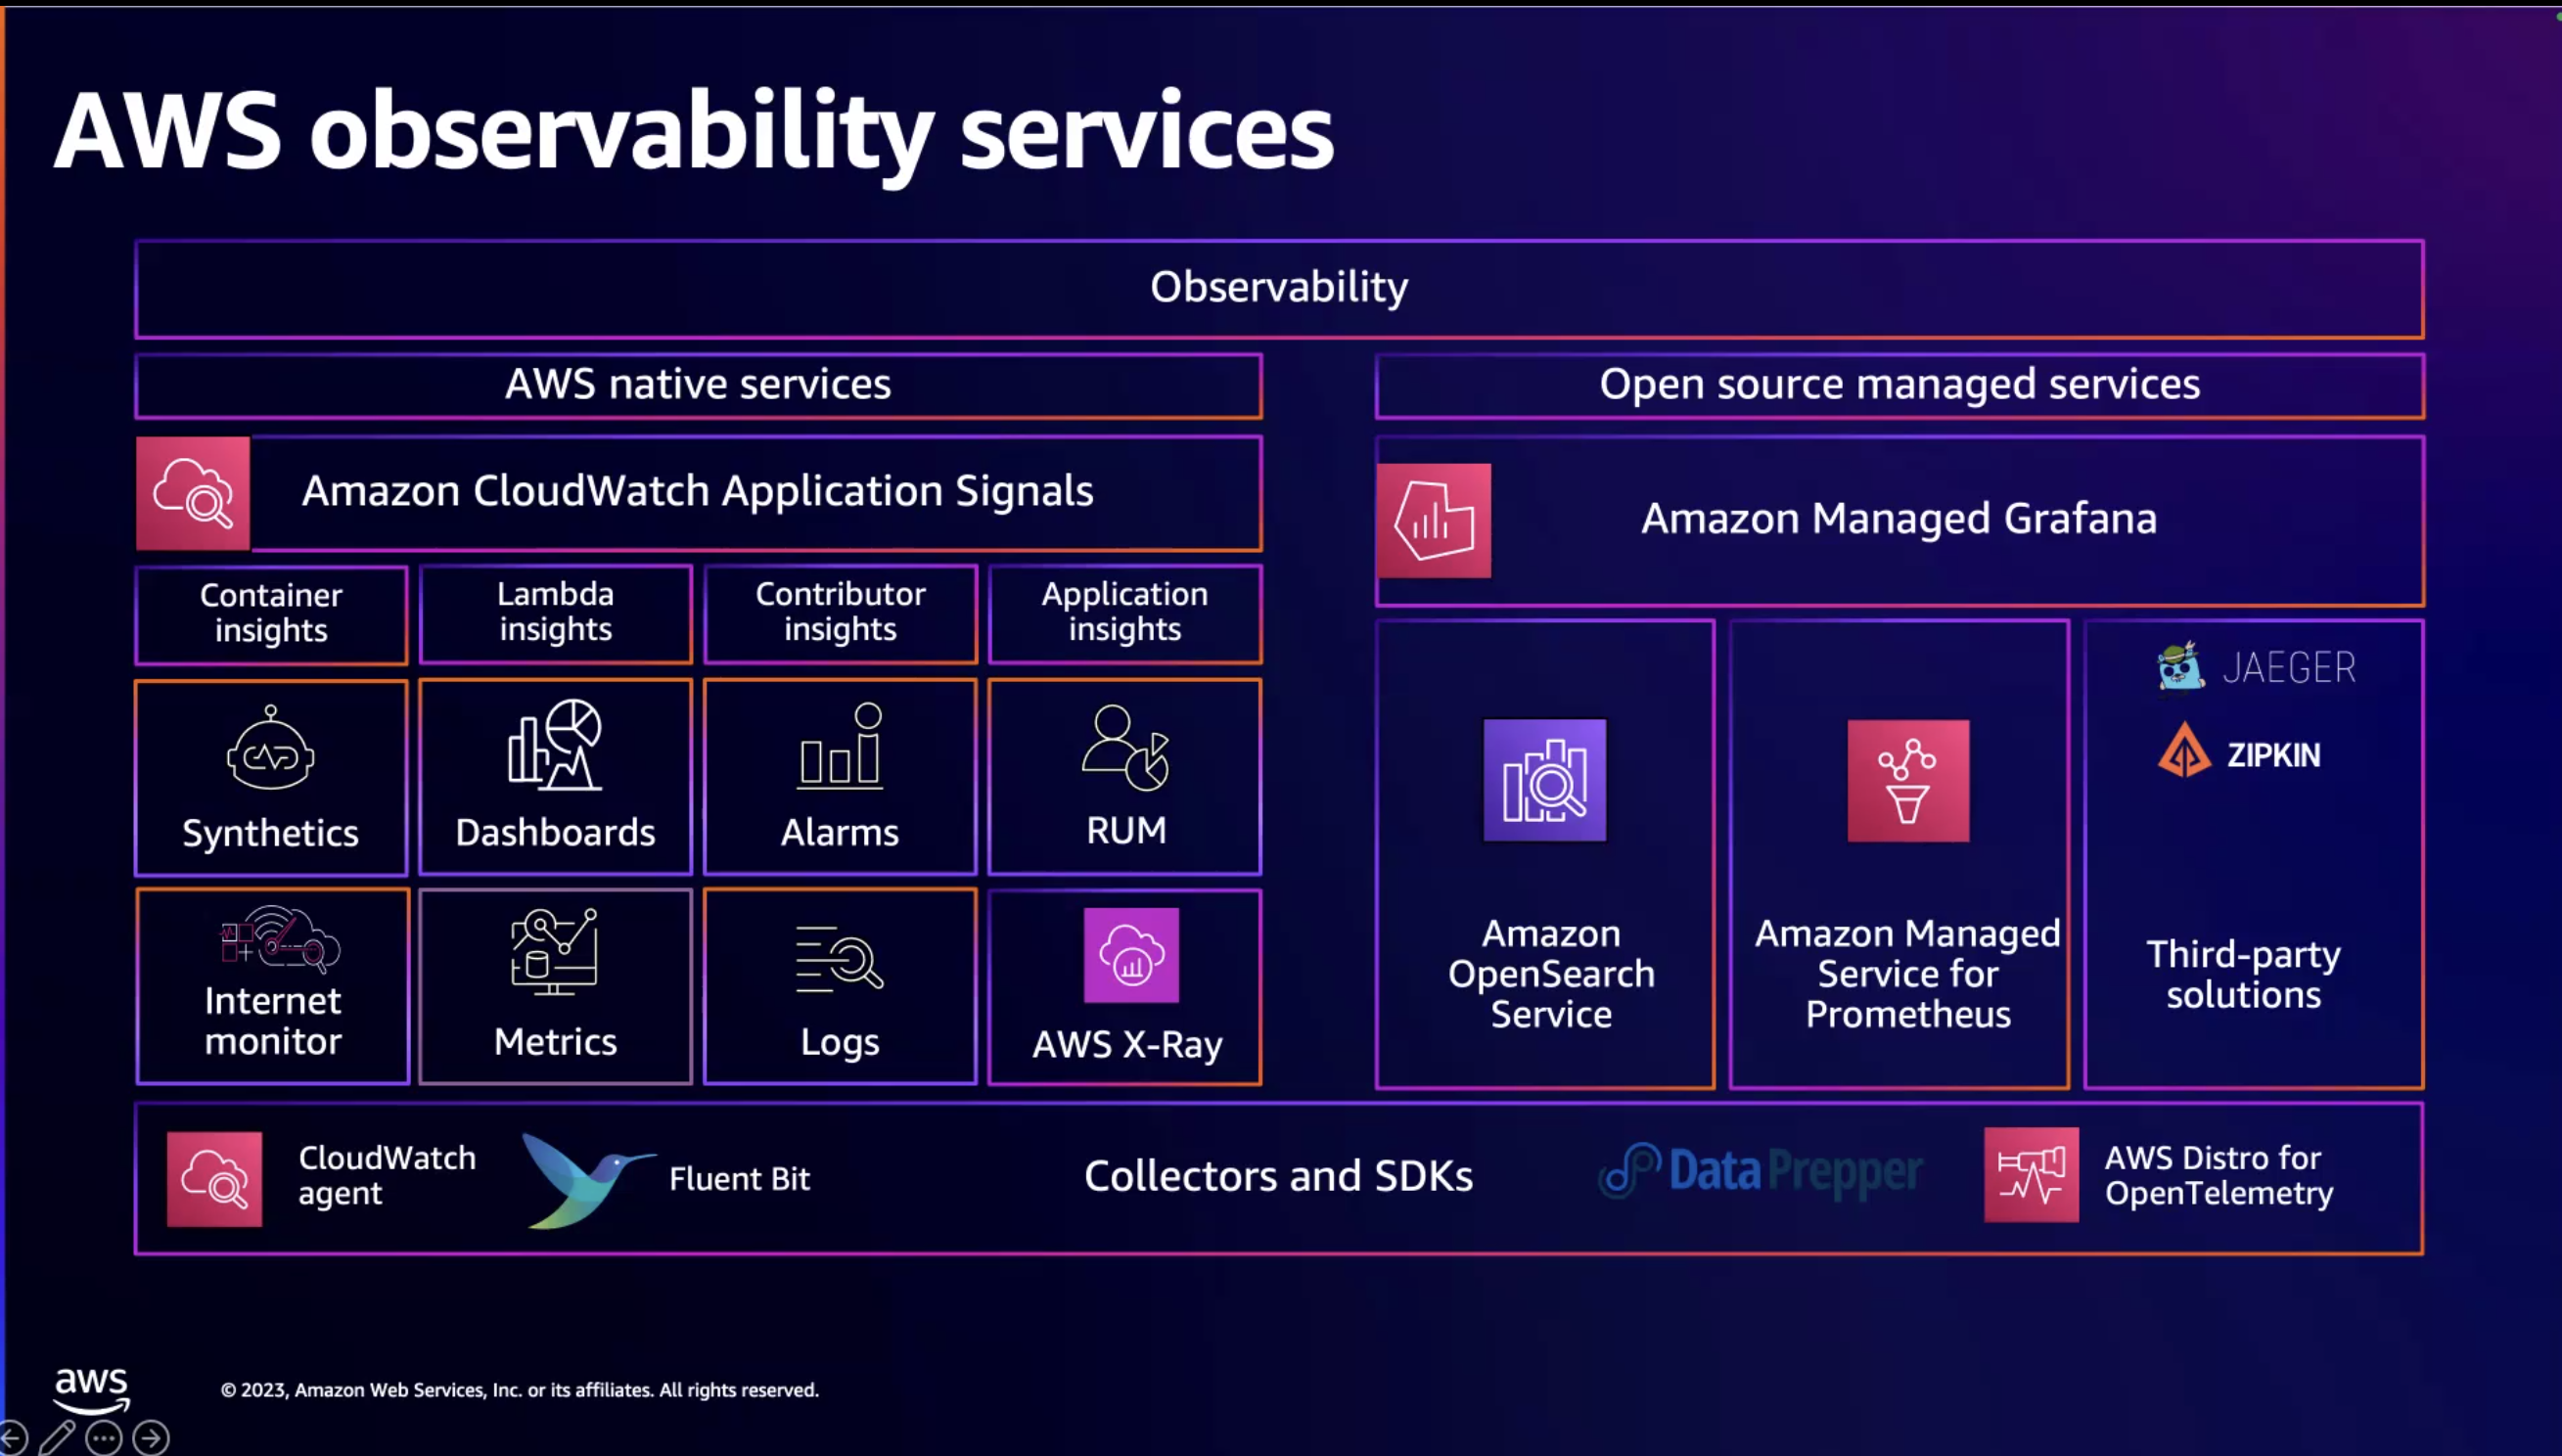 AWS observability services
Observability
AWS native services
Open source managed services
Amazon CloudWatch Application Signals
Amazon Managed Grafana
Container
insights
Lambda
insights
Contributor
insights
Application
insights
Synthetics
Dashboards
Alarms
RUM
Internet
monitor
Metrics
Logs
AWS X-Ray
Amazon
OpenSearch
Service
Amazon Managed
Service for
Prometheus
JAEGER
ZIPKIN
Third-party
solutions
CloudWatch
agent
Fluent Bit
Collectors and SDKs
Data Prepper
AWS Distro for
OpenTelemetry
aws
© 2023, Amazon Web Services, Inc. or its affiliates. All rights reserved.